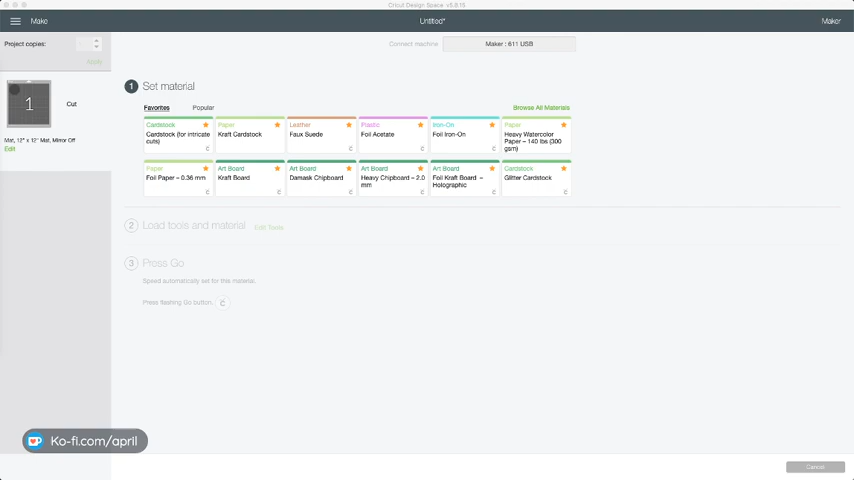 Cricut Design Space v5.8.15
Make
Untitled*
Maker
Project copies:
Apply
Connect machine
Maker : 611 USB
1
Cut
Mat, 12" x 12" Mat, Mirror Off
Edit
1
Set material
Favorites
Popular
Browse All Materials
Cardstock
Cardstock (for intricate
cuts)
Paper
Kraft Cardstock
Leather
Faux Suede
Plastic
Foil Acetate
Iron-On
Foil Iron-On
Paper
Heavy Watercolor
Paper – 140 lbs (300
gsm)
Paper
Foil Paper – 0.36 mm
Art Board
Kraft Board
Art Board
Damask Chipboard
Art Board
Heavy Chipboard – 2.0
mm
Art Board
Foil Kraft Board –
Holographic
Cardstock
Glitter Cardstock
2
Load tools and material
Edit Tools
3
Press Go
Speed automatically set for this material.
Press flashing Go button.
Ko-fi.com/april
Cancel